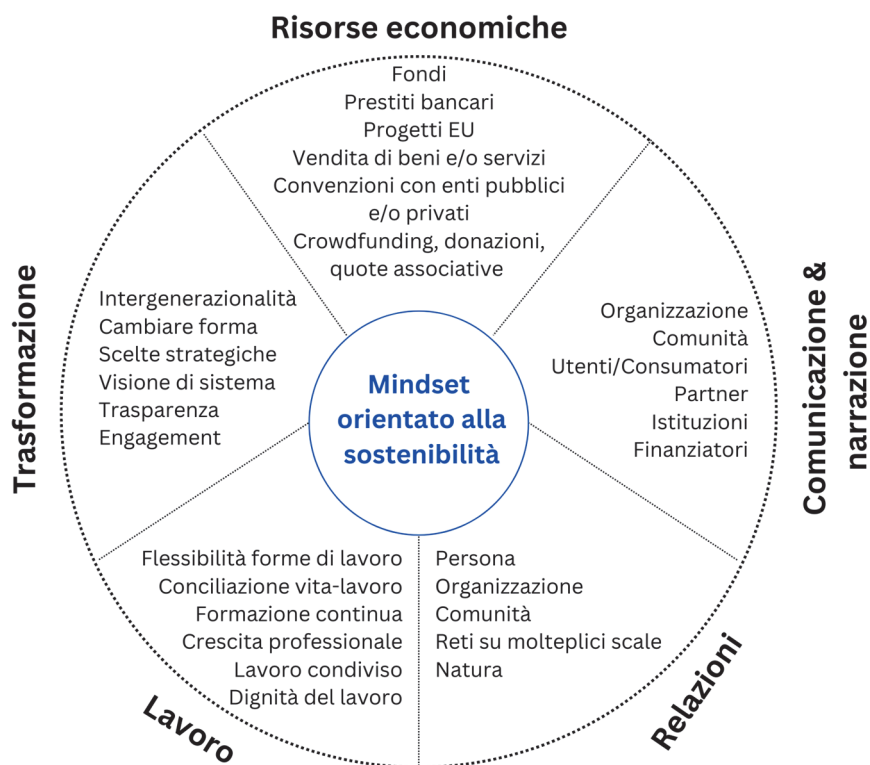 Risorse economiche
Fondi
Prestiti bancari
Progetti EU
Vendita di beni e/o servizi
Convenzioni con enti pubblici
e/o privati
Crowdfunding, donazioni,
quote associative
Comunicazione &
narrazione
Organizzazione
Comunità
Utenti/Consumatori
Partner
Istituzioni
Finanziatori
Relazioni
Persona
Organizzazione
Comunità
Reti su molteplici scale
Natura
Lavoro
Flessibilità forme di lavoro
Conciliazione vita-lavoro
Formazione continua
Crescita professionale
Lavoro condiviso
Dignità del lavoro
Trasformazione
Intergenerazionalità
Cambiare forma
Scelte strategiche
Visione di sistema
Trasparenza
Engagement
Mindset
orientato alla
sostenibilità